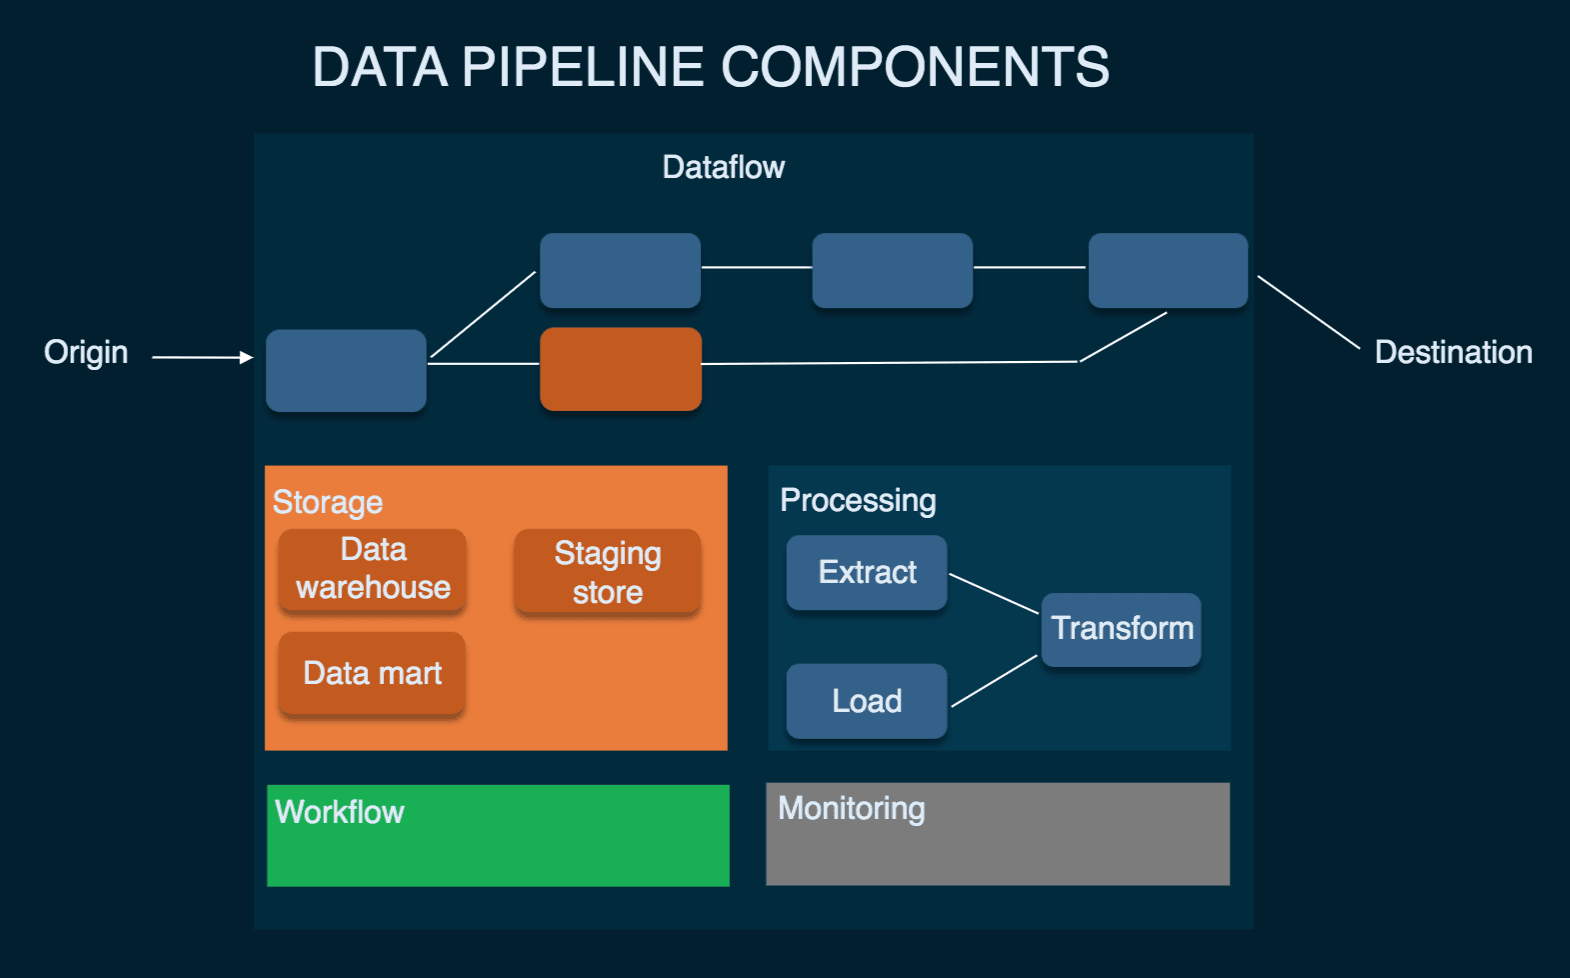 DATA PIPELINE COMPONENTS
Dataflow
Origin
Destination
Storage
Data
warehouse
Staging
store
Data mart
Processing
Extract
Transform
Load
Workflow
Monitoring